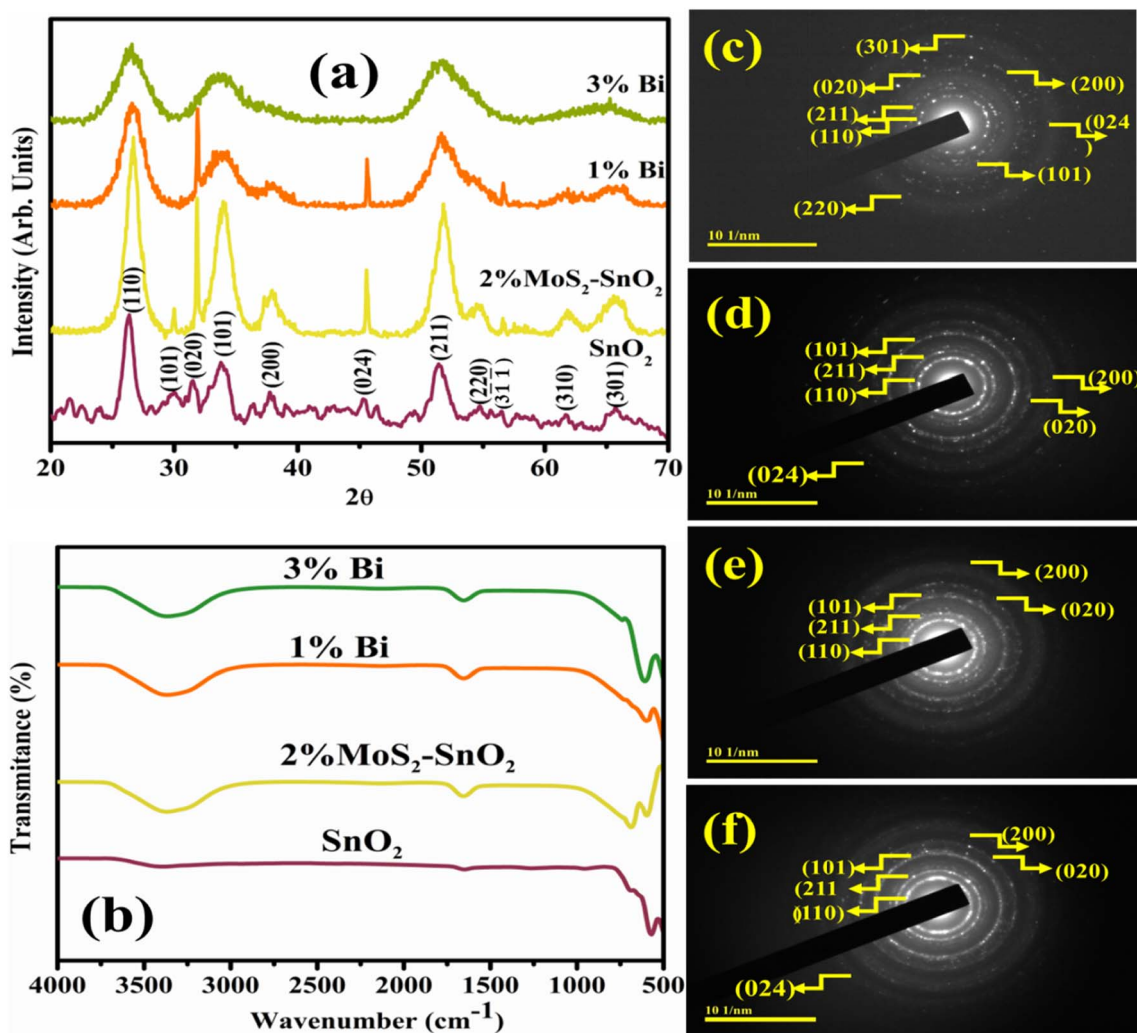 (a)
3% Bi
1% Bi
2%MoS₂-SnO₂
SnO₂
(110)
(101)
(020)
(101)
(200)
(024)
(211)
(220)
(3̅1̅1)
(310)
(301)
Intensity (Arb. Units)
20 30 40 50 60 70
2θ
(b)
3% Bi
1% Bi
2%MoS₂-SnO₂
SnO₂
Transmitance (%)
4000 3500 3000 2500 2000 1500 1000 500
Wavenumber (cm⁻¹)
(c)
(301)
(020)
(200)
(211)
(110)
(024
)
(101)
(220)
10 1/nm
(d)
(101)
(211)
(110)
(200)
(020)
(024)
10 1/nm
(e)
(200)
(101)
(020)
(211)
(110)
10 1/nm
(f)
(200)
(101)
(020)
(211
)110)
(024)
10 1/nm